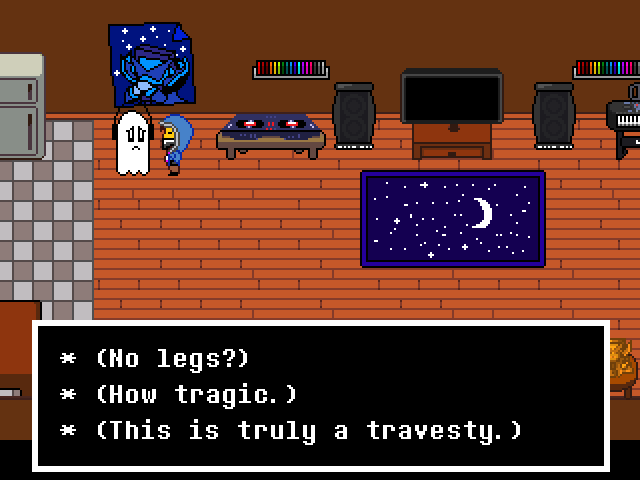 * (No legs?)
* (How tragic.)
* (This is truly a travesty.)